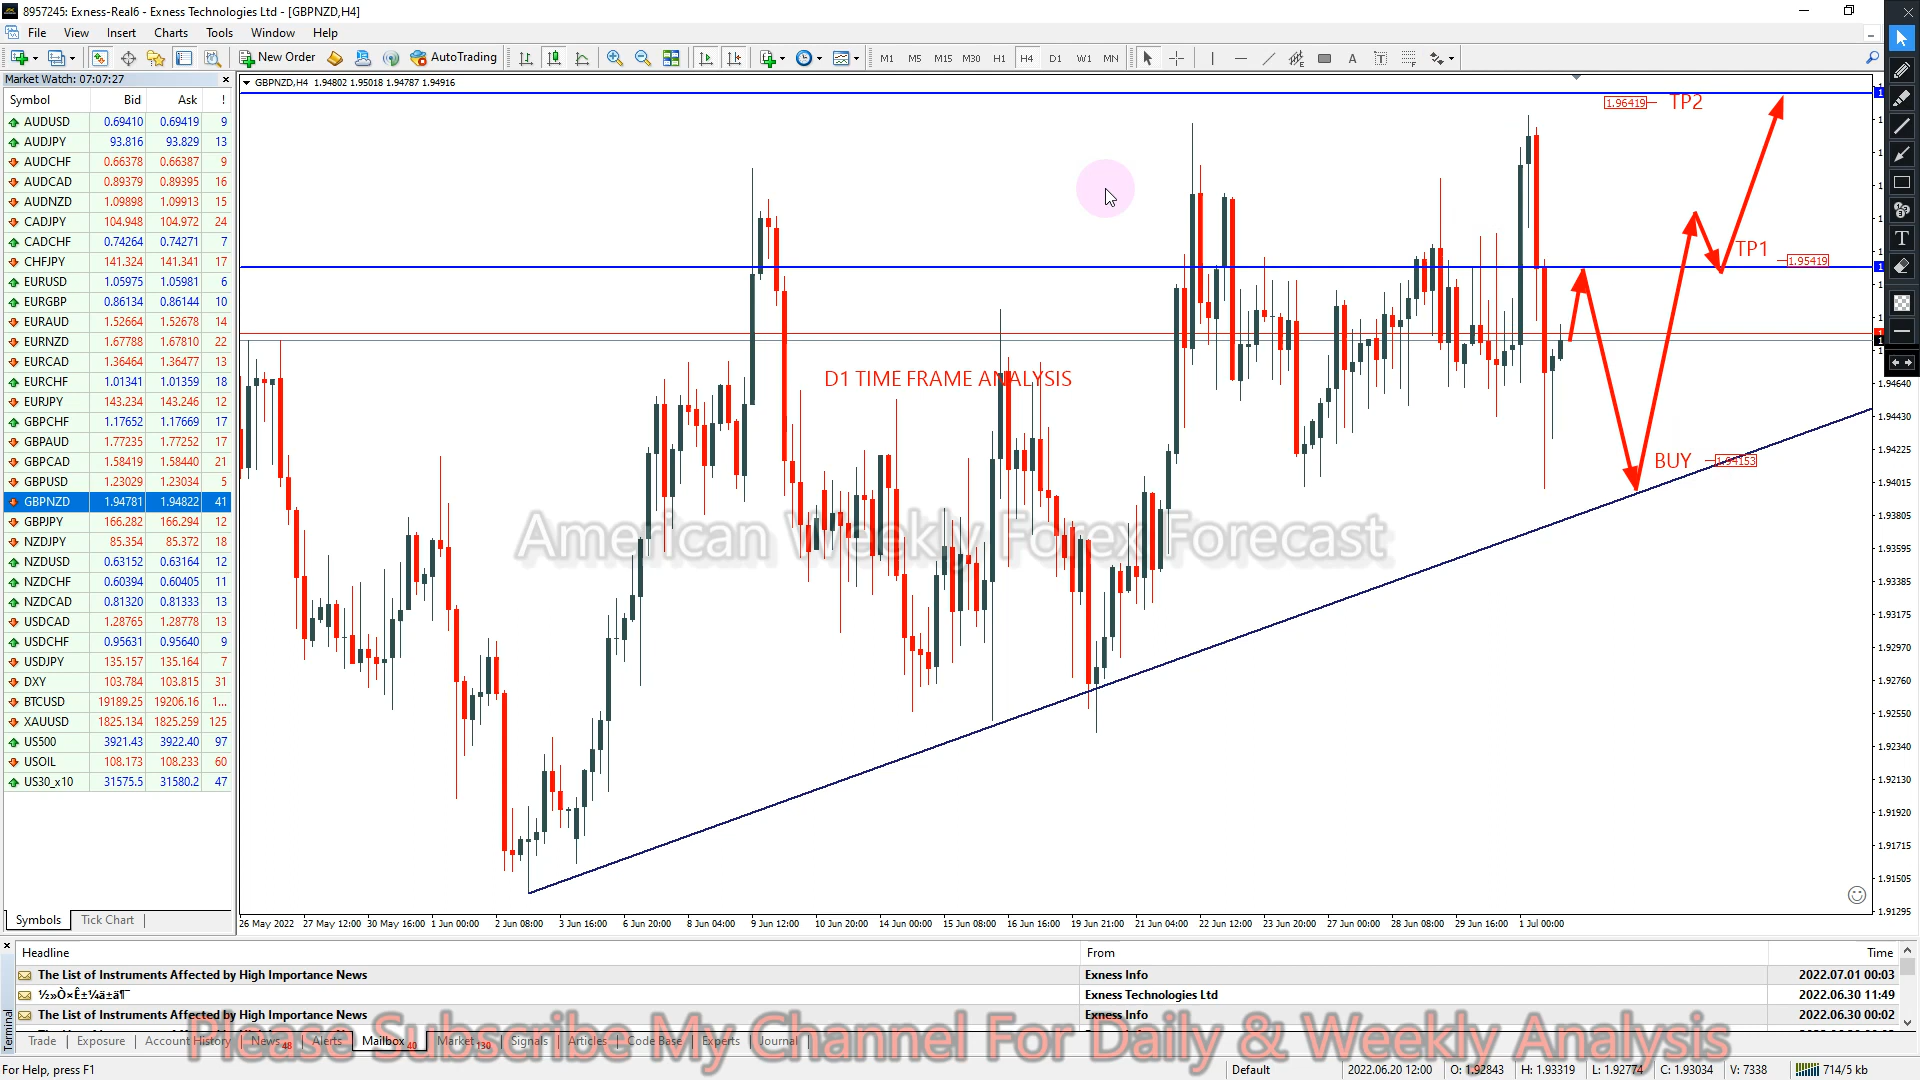 8957245: Exness-Real6 - Exness Technologies Ltd - [GBPNZD,H4]
File View Insert Charts Tools Window Help
New Order AutoTrading M1 M5 M15 M30 H1 H4 D1 W1 MN
Market Watch: 07:07:27
Symbol Bid Ask !
AUDUSD 0.69410 0.69419 9
AUDJPY 93.816 93.829 13
AUDCHF 0.66378 0.66387 9
AUDCAD 0.89379 0.89395 16
AUDNZD 1.09898 1.09913 15
CADJPY 104.948 104.972 24
CADCHF 0.74264 0.74271 7
CHFJPY 141.324 141.341 17
EURUSD 1.05975 1.05981 6
EURGBP 0.86134 0.86144 10
EURAUD 1.52664 1.52678 14
EURNZD 1.67788 1.67810 22
EURCAD 1.36464 1.36477 13
EURCHF 1.01341 1.01359 18
EURJPY 143.234 143.246 12
GBPCHF 1.17652 1.17669 17
GBPAUD 1.77235 1.77252 17
GBPCAD 1.58419 1.58440 21
GBPUSD 1.23029 1.23034 5
GBPNZD 1.94781 1.94822 41
GBPJPY 166.282 166.294 12
NZDJPY 85.354 85.372 18
NZDUSD 0.63152 0.63164 12
NZDCHF 0.60394 0.60405 11
NZDCAD 0.81320 0.81333 13
USDCAD 1.28765 1.28778 13
USDCHF 0.95631 0.95640 9
USDJPY 135.157 135.164 7
DXY 103.784 103.815 31
BTCUSD 19189.25 19206.16 1...
XAUUSD 1825.134 1825.259 125
US500 3921.43 3922.40 97
USOIL 108.173 108.233 60
US30_x10 31575.5 31580.2 47
Symbols Tick Chart
GBPNZD,H4 1.94802 1.95018 1.94787 1.94916
1.96419 TP2
TP1 1.95419
D1 TIME FRAME ANALYSIS
BUY 1.94153
American Weekly Forex Forecast
1.94640
1.94430
1.94225
1.94015
1.93805
1.93595
1.93385
1.93175
1.92970
1.92760
1.92550
1.92340
1.92130
1.91920
1.91715
1.91505
1.91295
26 May 2022 27 May 12:00 30 May 16:00 1 Jun 00:00 2 Jun 08:00 3 Jun 16:00 6 Jun 20:00 8 Jun 04:00 9 Jun 12:00 10 Jun 20:00 14 Jun 00:00 15 Jun 08:00 16 Jun 16:00 19 Jun 21:00 21 Jun 04:00 22 Jun 12:00 23 Jun 20:00 27 Jun 00:00 28 Jun 08:00 29 Jun 16:00 1 Jul 00:00
Headline From Time
The List of Instruments Affected by High Importance News Exness Info 2022.07.01 00:03
½»Ò×Ê±¼ä±ä¶¯ Exness Technologies Ltd 2022.06.30 11:49
The List of Instruments Affected by High Importance News Exness Info 2022.06.30 00:02
Terminal
Trade Exposure Account History News 48 Alerts Mailbox 40 Market 130 Signals Articles Code Base Experts Journal
Please Subscribe My Channel For Daily & Weekly Analysis
For Help, press F1 Default 2022.06.20 12:00 O: 1.92843 H: 1.93319 L: 1.92774 C: 1.93034 V: 7338 714/5 kb